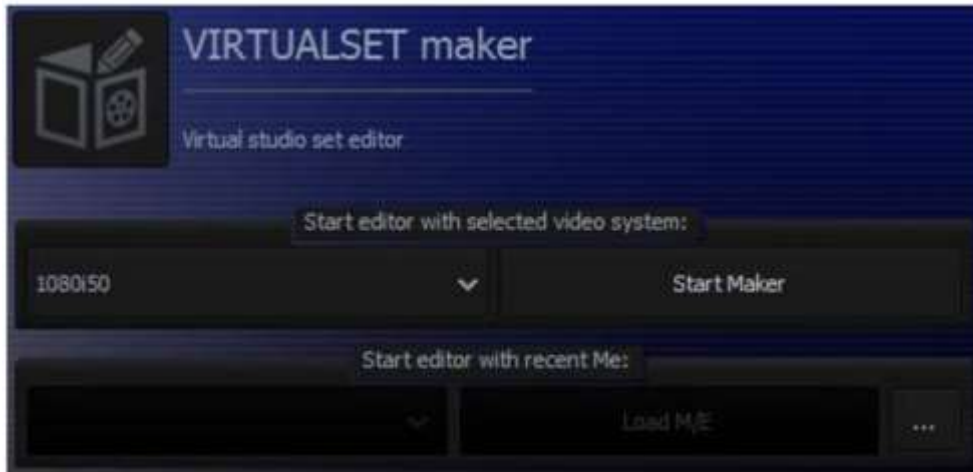 VIRTUALSET maker
Virtual studio set editor
Start editor with selected video system:
1080i50
Start Maker
Start editor with recent Me:
Load M/E
...